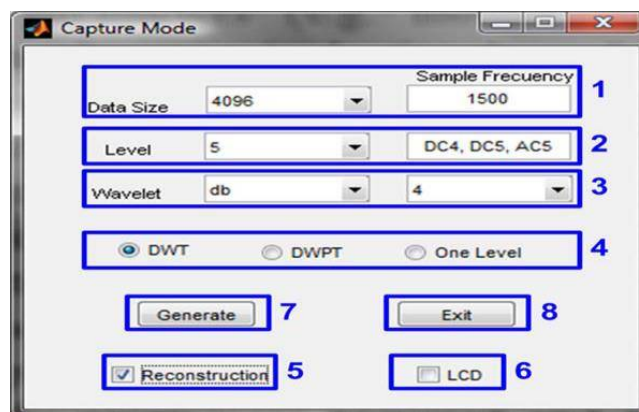 Capture Mode
Sample Frecuency
Data Size 4096 1500 1
Level 5 DC4, DC5, AC5 2
Wavelet db 4 3
DWT DWPT One Level 4
Generate 7 Exit 8
Reconstruction 5 LCD 6